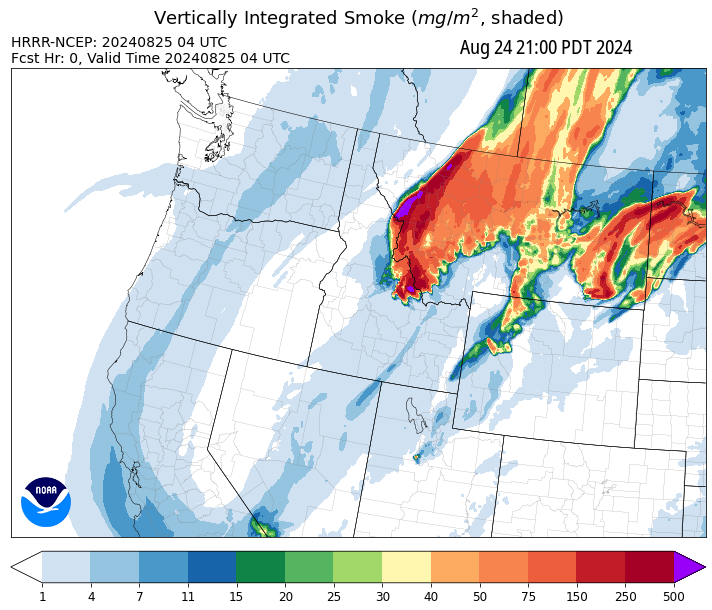 Vertically Integrated Smoke (mg/m², shaded)
HRRR-NCEP: 20240825 04 UTC
Fcst Hr: 0, Valid Time 20240825 04 UTC
Aug 24 21:00 PDT 2024
NOAA
1 4 7 11 15 20 25 30 40 50 75 150 250 500